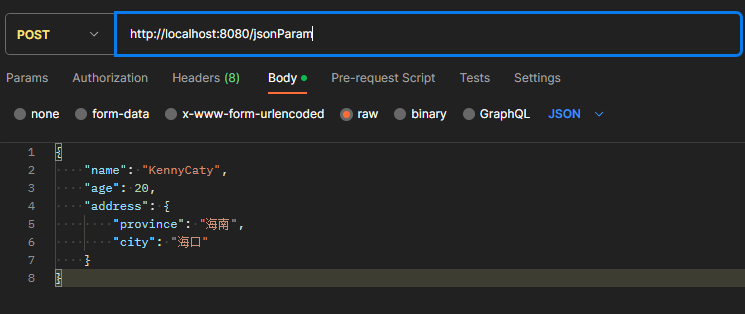 POST http://localhost:8080/jsonParam
Params Authorization Headers (8) Body Pre-request Script Tests Settings
none form-data x-www-form-urlencoded raw binary GraphQL JSON
1 {
2 "name": "KennyCaty",
3 "age": 20,
4 "address": {
5 "province": "海南",
6 "city": "海口"
7 }
8 }